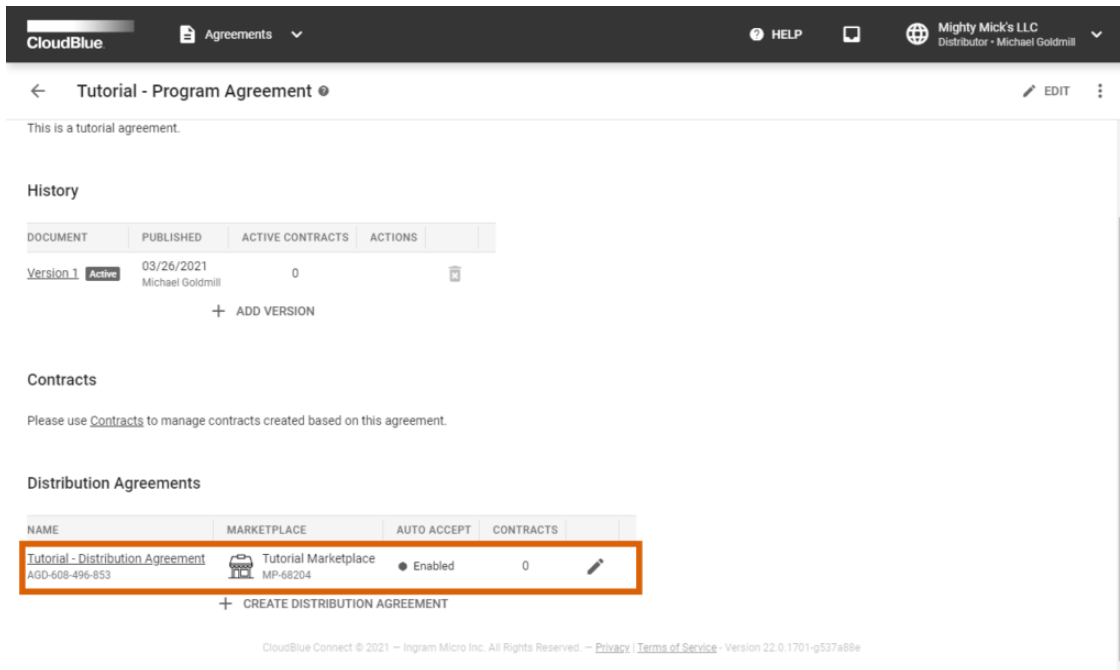 CloudBlue. Agreements HELP Mighty Mick's LLC
Distributor • Michael Goldmill
Tutorial - Program Agreement EDIT
This is a tutorial agreement.
History
DOCUMENT PUBLISHED ACTIVE CONTRACTS ACTIONS
Version 1 Active 03/26/2021 0
Michael Goldmill
+ ADD VERSION
Contracts
Please use Contracts to manage contracts created based on this agreement.
Distribution Agreements
NAME MARKETPLACE AUTO ACCEPT CONTRACTS
Tutorial - Distribution Agreement Tutorial Marketplace Enabled 0
AGD-608-496-853 MP-68204
+ CREATE DISTRIBUTION AGREEMENT
CloudBlue Connect © 2021 — Ingram Micro Inc. All Rights Reserved. — Privacy | Terms of Service - Version 22.0.1701-g537a88e